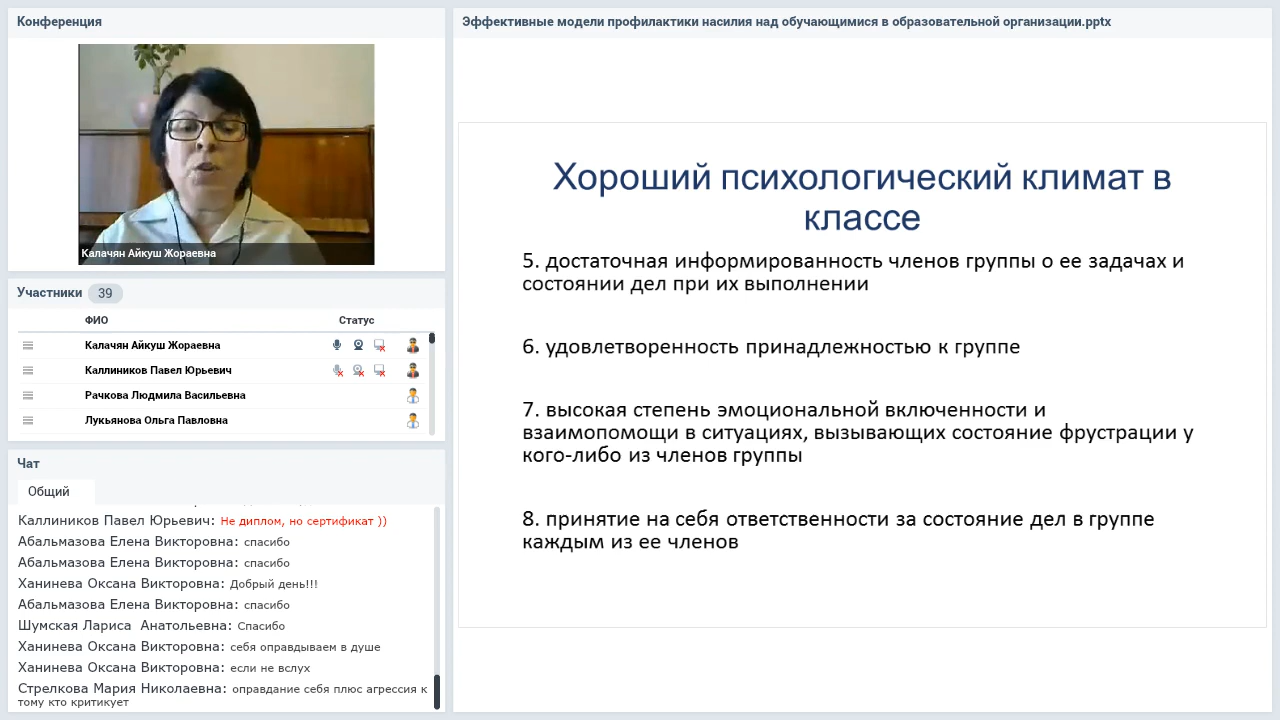 Конференция
Калачян Айкуш Жораевна
Участники 39
ФИО Статус
Калачян Айкуш Жораевна
Каллиников Павел Юрьевич
Рачкова Людмила Васильевна
Лукьянова Ольга Павловна
Чат
Общий
Каллиников Павел Юрьевич: Не диплом, но сертификат ))
Абальмазова Елена Викторовна: спасибо
Абальмазова Елена Викторовна: спасибо
Ханинева Оксана Викторовна: Добрый день!!!
Абальмазова Елена Викторовна: спасибо
Шумская Лариса  Анатольевна: Спасибо
Ханинева Оксана Викторовна: себя оправдываем в душе
Ханинева Оксана Викторовна: если не вслух
Стрелкова Мария Николаевна: оправдание себя плюс агрессия к
тому кто критикует
Эффективные модели профилактики насилия над обучающимися в образовательной организации.pptx
Хороший психологический климат в
классе
5. достаточная информированность членов группы о ее задачах и
состоянии дел при их выполнении
6. удовлетворенность принадлежностью к группе
7. высокая степень эмоциональной включенности и
взаимопомощи в ситуациях, вызывающих состояние фрустрации у
кого-либо из членов группы
8. принятие на себя ответственности за состояние дел в группе
каждым из ее членов